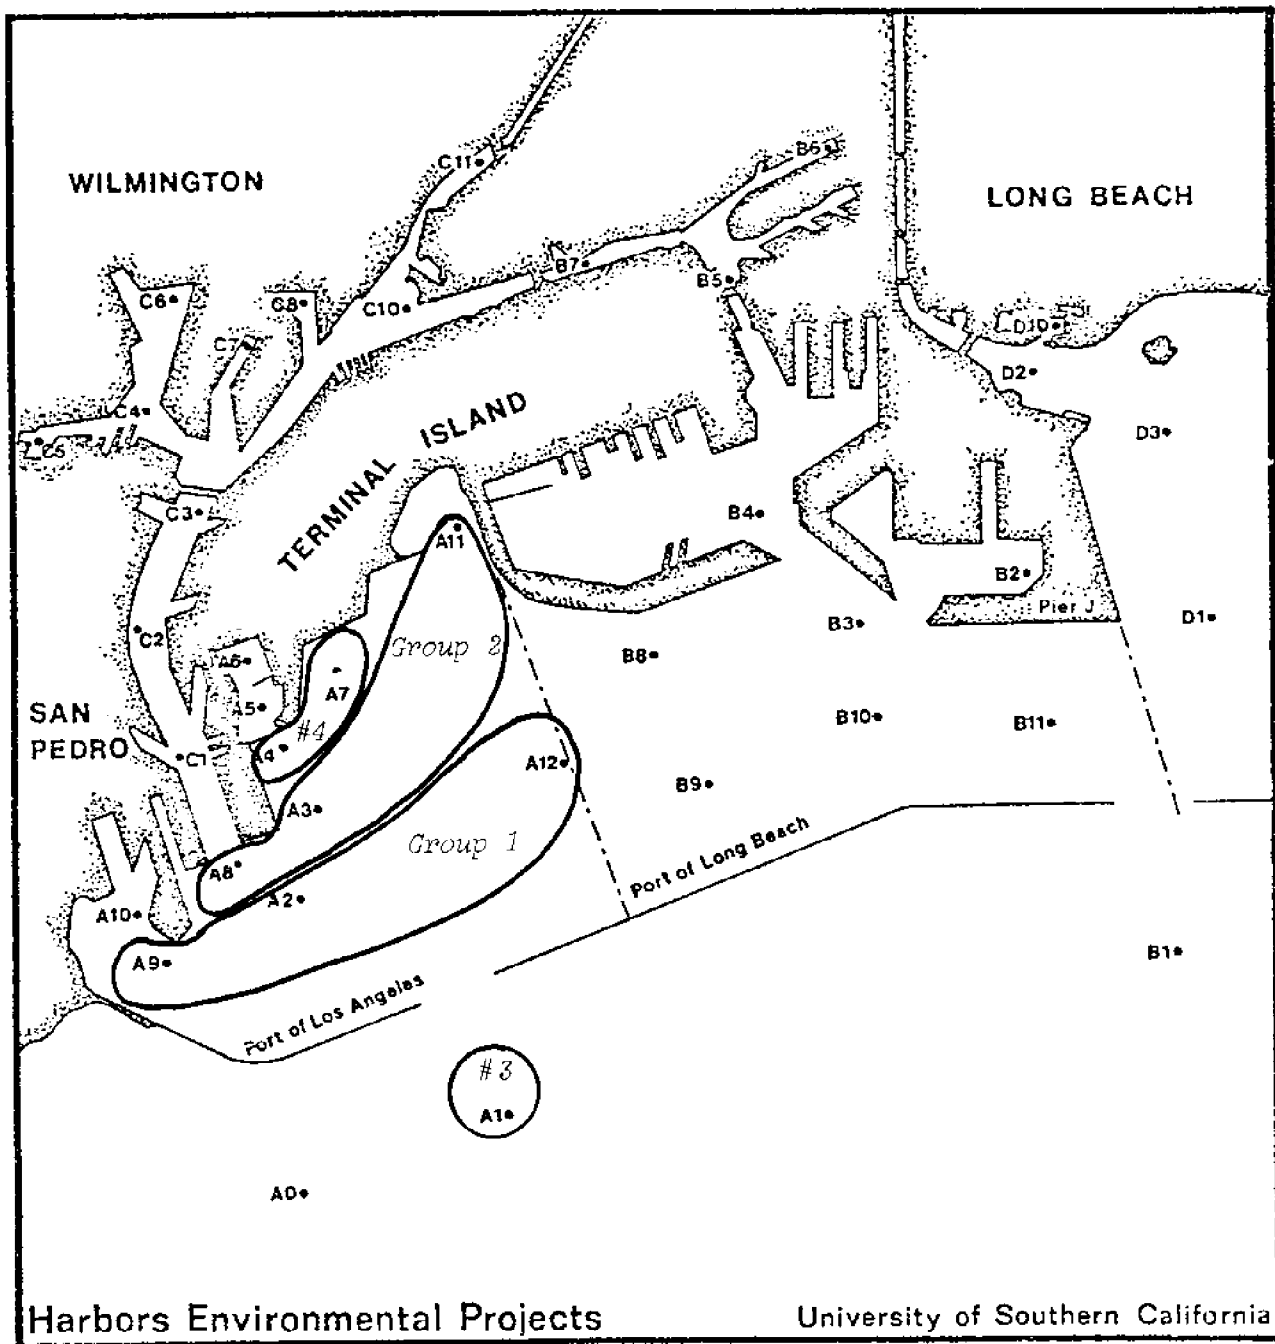 C11
B6
WILMINGTON
LONG BEACH
B7
B5
C6
C8
C10
D10
C7
D2
C4
ISLAND
D3
C5
TERMINAL
C3
B4
A11
B2
Pier J
C2
B3
D1
Group 2
B8
A6
A7
SAN
PEDRO
A5
#4
B10
B11
A4
C1
A12
B9
A3
Group 1
Port of Long Beach
A8
A2
A10
B1
A9
Port of Los Angeles
#3
A1
A0
Harbors Environmental Projects
University of Southern California